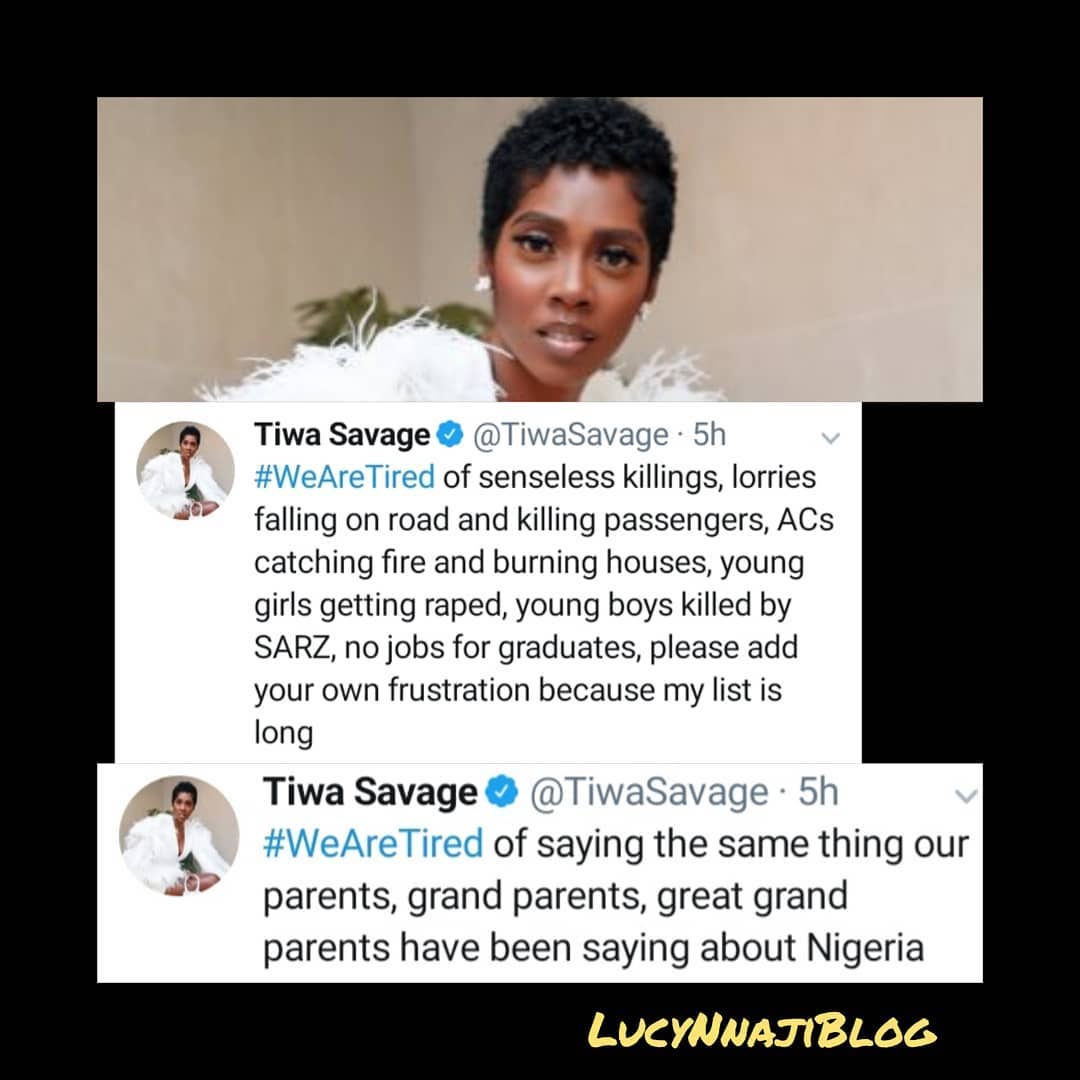 Tiwa Savage @TiwaSavage · 5h
#WeAreTired of senseless killings, lorries
falling on road and killing passengers, ACs
catching fire and burning houses, young
girls getting raped, young boys killed by
SARZ, no jobs for graduates, please add
your own frustration because my list is
long
Tiwa Savage @TiwaSavage · 5h
#WeAreTired of saying the same thing our
parents, grand parents, great grand
parents have been saying about Nigeria
LucyNnajiBlog